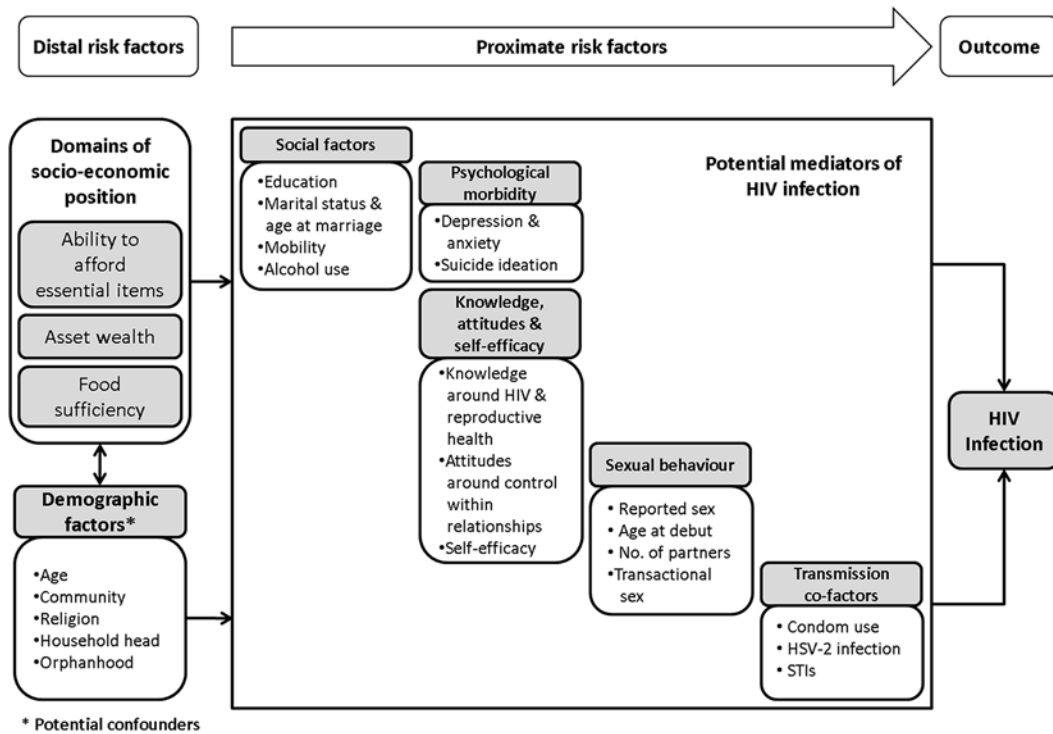 Distal risk factors
Proximate risk factors
Outcome
Domains of
socio-economic
position
Ability to
afford
essential items
Asset wealth
Food
sufficiency
Demographic
factors*
•Age
•Community
•Religion
•Household head
•Orphanhood
* Potential confounders
Social factors
•Education
•Marital status &
age at marriage
•Mobility
•Alcohol use
Psychological
morbidity
•Depression &
anxiety
•Suicide ideation
Knowledge,
attitudes &
self-efficacy
•Knowledge
around HIV &
reproductive
health
•Attitudes
around control
within
relationships
•Self-efficacy
Sexual behaviour
• Reported sex
• Age at debut
• No. of partners
•Transactional
sex
Transmission
co-factors
• Condom use
• HSV-2 infection
• STIs
Potential mediators of
HIV infection
HIV
Infection